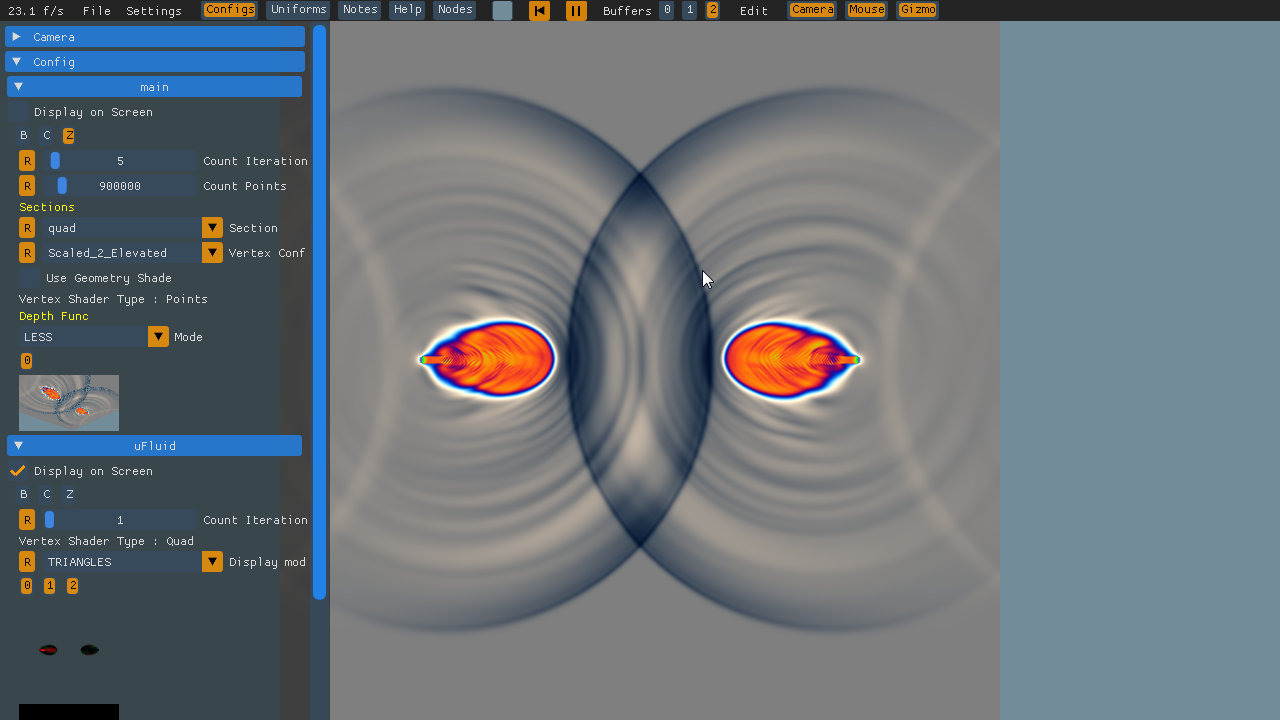 23.1 f/s File Settings Configs Uniforms Notes Help Nodes Buffers 0 1 2 Edit Camera Mouse Gizmo
Camera
Config
main
Display on Screen
B C Z
R 5 Count Iteration
R 900000 Count Points
Sections
R quad Section
R Scaled_2_Elevated Vertex Conf
Use Geometry Shade
Vertex Shader Type : Points
Depth Func
LESS Mode
0
uFluid
Display on Screen
B C Z
R 1 Count Iteration
Vertex Shader Type : Quad
R TRIANGLES Display mod
0 1 2